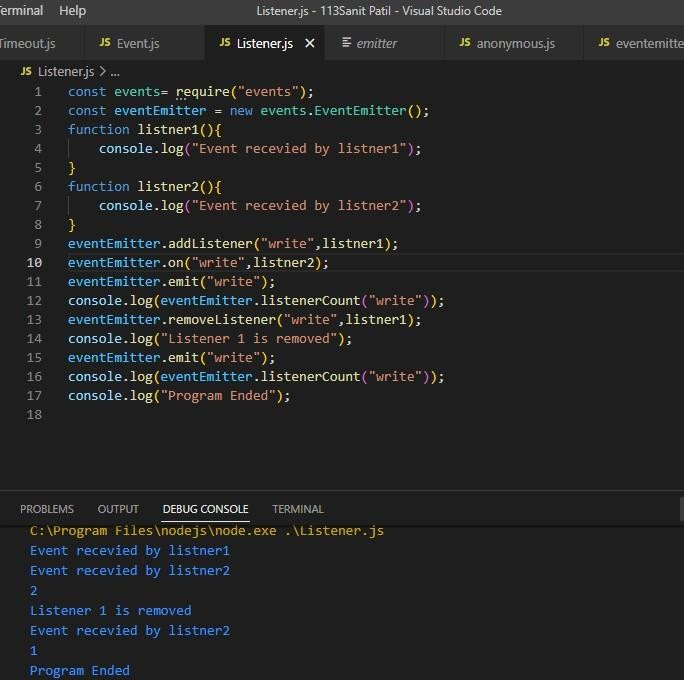 erminal Help Listener.js - 113Sanit Patil - Visual Studio Code
Timeout.js JS Event.js JS Listener.js emitter JS anonymous.js JS eventemitte
JS Listener.js > ...
1 const events= require("events");
2 const eventEmitter = new events.EventEmitter();
3 function listner1(){
4 console.log("Event recevied by listner1");
5 }
6 function listner2(){
7 console.log("Event recevied by listner2");
8 }
9 eventEmitter.addListener("write",listner1);
10 eventEmitter.on("write",listner2);
11 eventEmitter.emit("write");
12 console.log(eventEmitter.listenerCount("write"));
13 eventEmitter.removeListener("write",listner1);
14 console.log("Listener 1 is removed");
15 eventEmitter.emit("write");
16 console.log(eventEmitter.listenerCount("write"));
17 console.log("Program Ended");
18
PROBLEMS OUTPUT DEBUG CONSOLE TERMINAL
C:\Program Files\nodejs\node.exe .\Listener.js
Event recevied by listner1
Event recevied by listner2
2
Listener 1 is removed
Event recevied by listner2
1
Program Ended